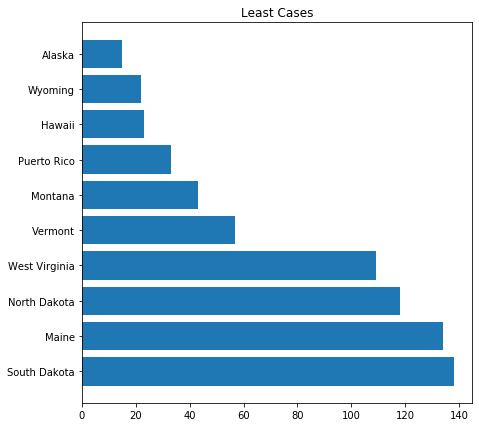 Least Cases
Alaska
Wyoming
Hawaii
Puerto Rico
Montana
Vermont
West Virginia
North Dakota
Maine
South Dakota
0 20 40 60 80 100 120 140